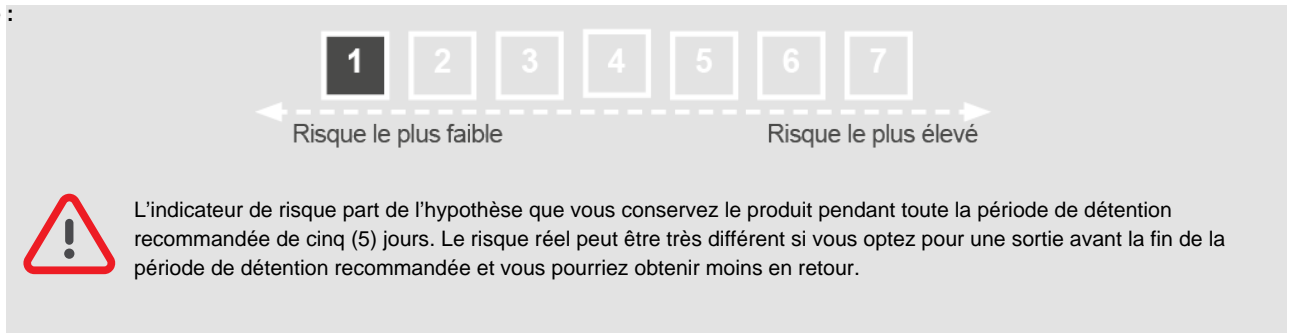 :
1 2 3 4 5 6 7
Risque le plus faible Risque le plus élevé
L'indicateur de risque part de l'hypothèse que vous conservez le produit pendant toute la période de détention
recommandée de cinq (5) jours. Le risque réel peut être très différent si vous optez pour une sortie avant la fin de la
période de détention recommandée et vous pourriez obtenir moins en retour.